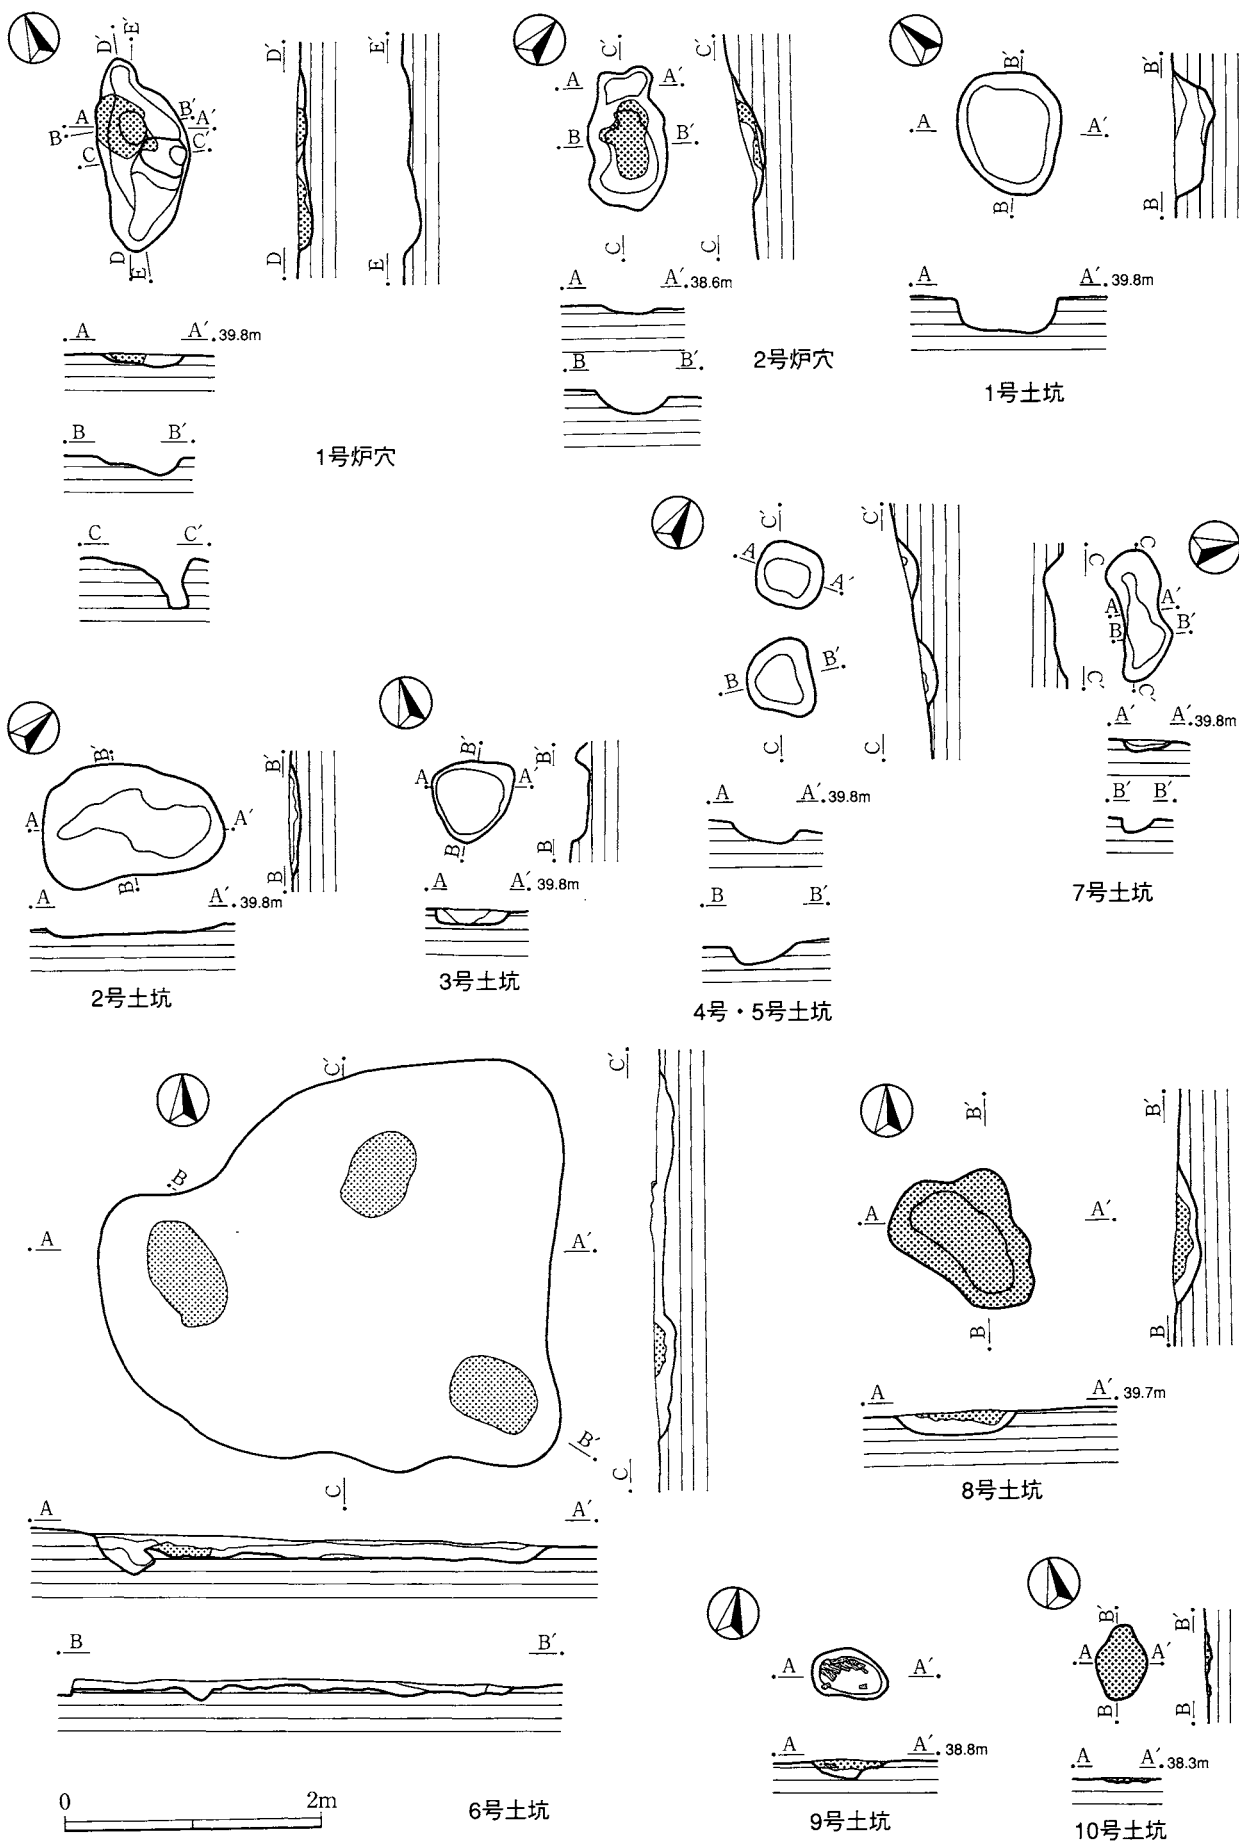 D′ E′
A B B′ A′
C C′
D E
D′
D
E′
E
A A′ 39.8m
B B′
C C′
1号炉穴
C′
A A′
B B′
C
C′
C
A A′ 38.6m
B B′
2号炉穴
B′
A A′
B
B′
B
A A′ 39.8m
1号土坑
B′
A A′
B
B′
B
A A′ 39.8m
2号土坑
B′
A A′
B
B′
B
A A′ 39.8m
3号土坑
C′
A A′
B B′
C
C′
C
A A′ 39.8m
B B′
4号・5号土坑
C C
A A′
B B′
C′ C′
A′ A′ 39.8m
B′ B′
7号土坑
C′
B
A A′
B′
C
C′
C
A A′
B B′
0 2m
6号土坑
B′
A A′
B
B′
B
A A′ 39.7m
8号土坑
A A′
A A′ 38.8m
9号土坑
B′
A A′
B
B′
B
A A′ 38.3m
10号土坑